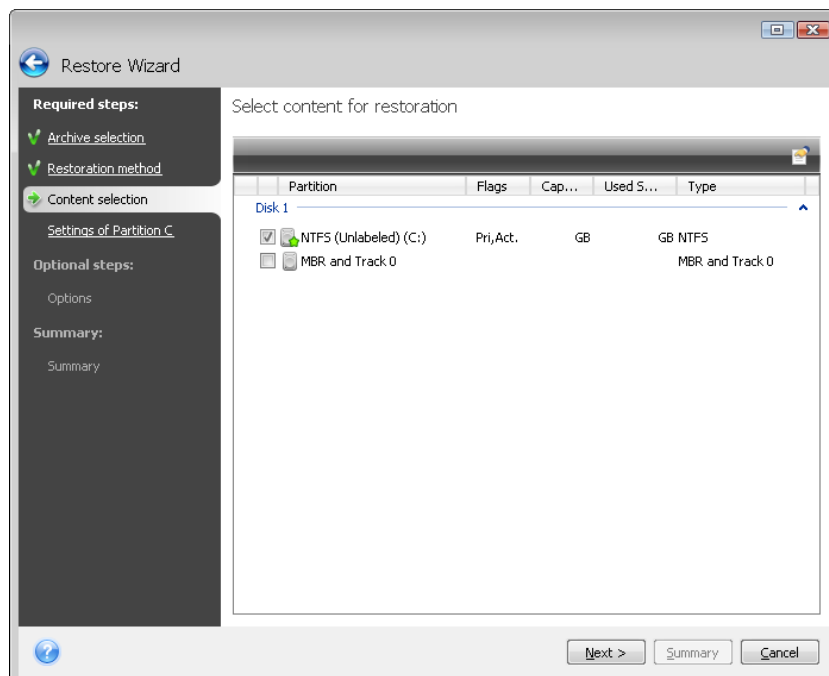 Restore Wizard
Required steps:
Archive selection
Restoration method
Content selection
Settings of Partition C
Optional steps:
Options
Summary:
Summary
Select content for restoration
Partition Flags Cap... Used S... Type
Disk 1
NTFS (Unlabeled) (C:) Pri,Act. GB GB NTFS
MBR and Track 0 MBR and Track 0
Next > Summary Cancel